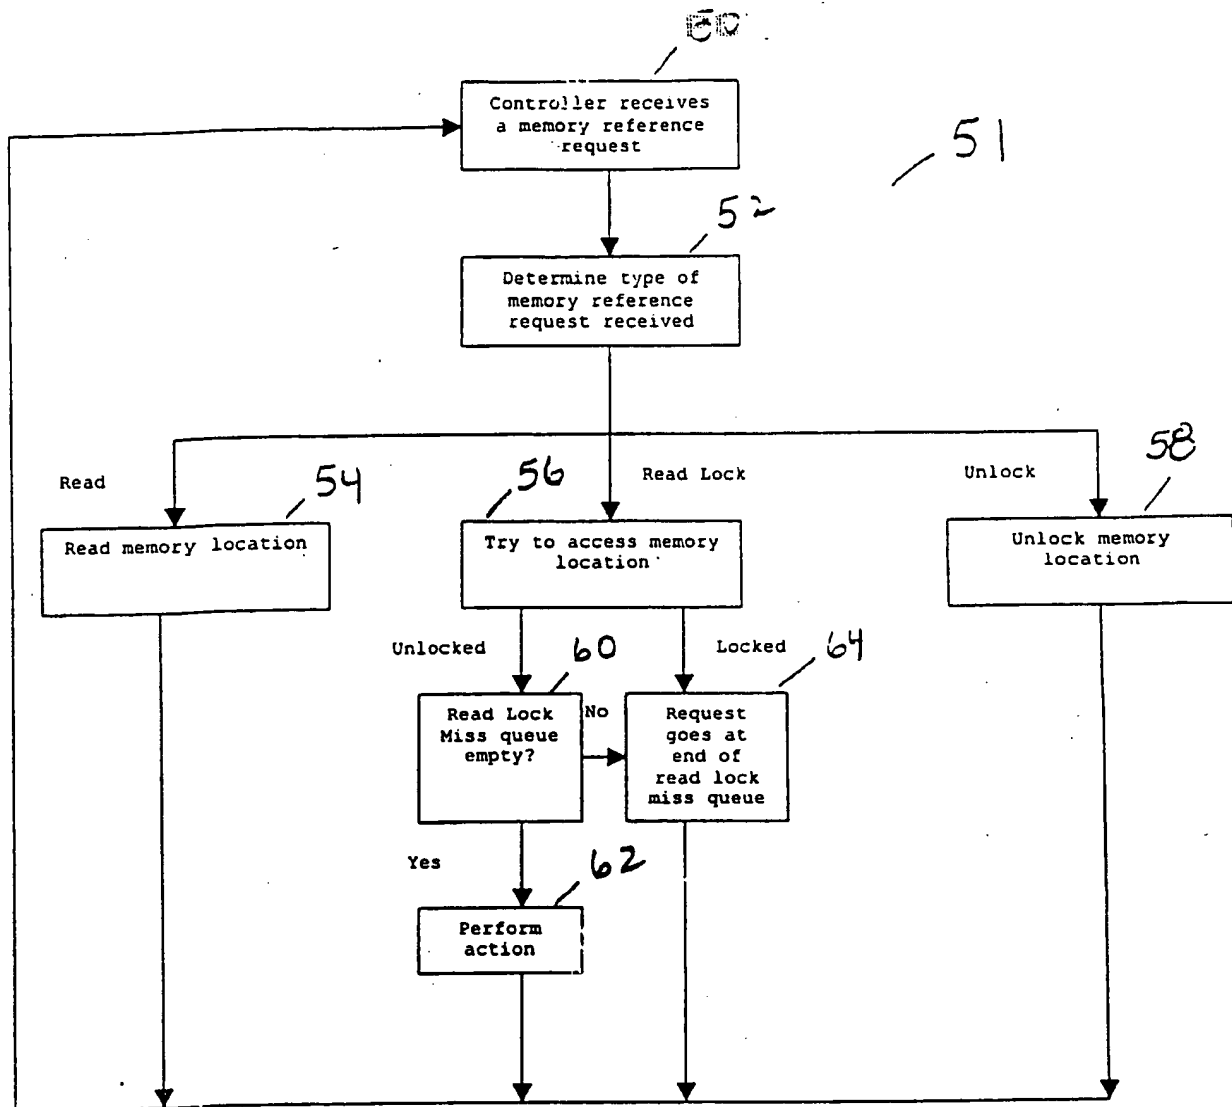 Controller receives
a memory reference
request
51
52
Determine type of
memory reference
request received
Read
54
56
Read Lock
Unlock
58
Read memory location
Try to access memory
location
Unlock memory
location
Unlocked
60
Locked
64
Read Lock
Miss queue
empty?
No
Request
goes at
end of
read lock
miss queue
Yes
62
Perform
action